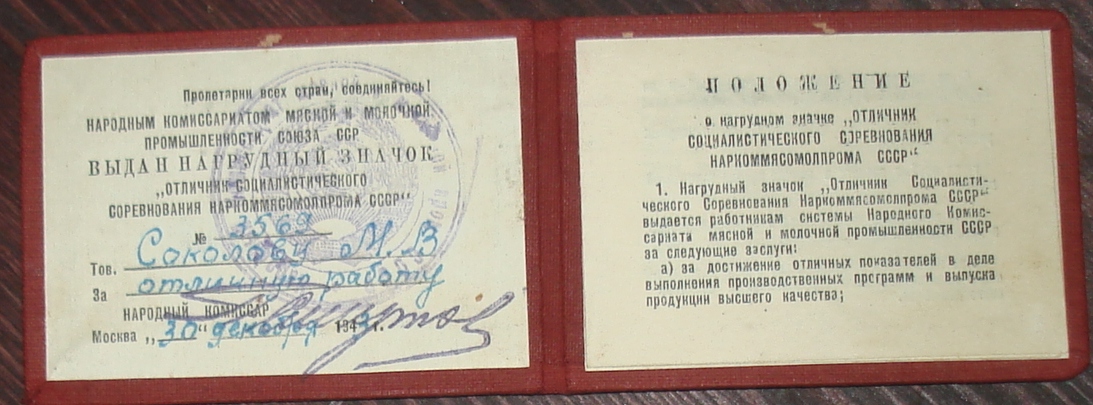 Пролетарии всех стран, соединяйтесь!
НАРОДНЫМ КОМИССАРИАТОМ МЯСНОЙ И МОЛОЧНОЙ
ПРОМЫШЛЕННОСТИ СОЮЗА ССР
ВЫДАН НАГРУДНЫЙ ЗНАЧОК
„ОТЛИЧНИК СОЦИАЛИСТИЧЕСКОГО
СОРЕВНОВАНИЯ НАРКОММЯСОМОЛПРОМА СССР“
№ 3569
Тов. Соколову М.В
За отличную работу
НАРОДНЫЙ КОМИССАР
Москва „30“ декабря 194 г.
ПОЛОЖЕНИЕ
о нагрудном значке „ОТЛИЧНИК
СОЦИАЛИСТИЧЕСКОГО СОРЕВНОВАНИЯ
НАРКОММЯСОМОЛПРОМА СССР“
1. Нагрудный значок „Отличник Социалисти-
ческого Соревнования Наркоммясомолпрома СССР“
выдается работникам системы Народного Комис-
сариата мясной и молочной промышленности СССР
за следующие заслуги:
а) за достижение отличных показателей в деле
выполнения производственных программ и выпуска
продукции высшего качества;